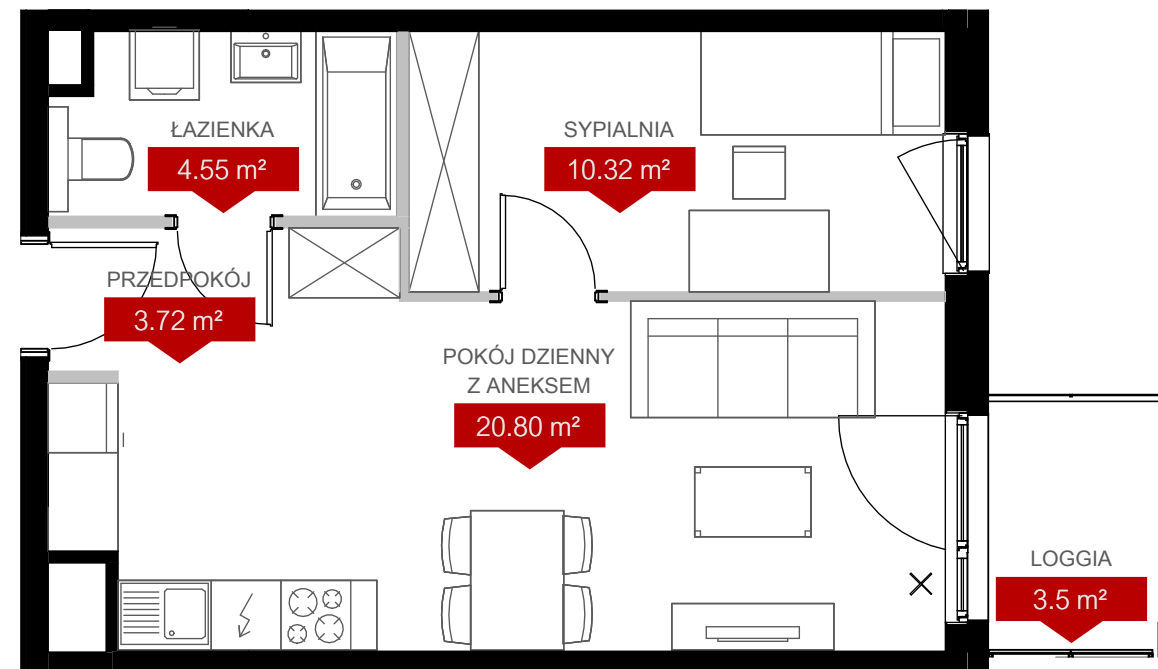 ŁAZIENKA
4.55 m²
SYPIALNIA
10.32 m²
PRZEDPOKÓJ
3.72 m²
POKÓJ DZIENNY
Z ANEKSEM
20.80 m²
LOGGIA
3.5 m²